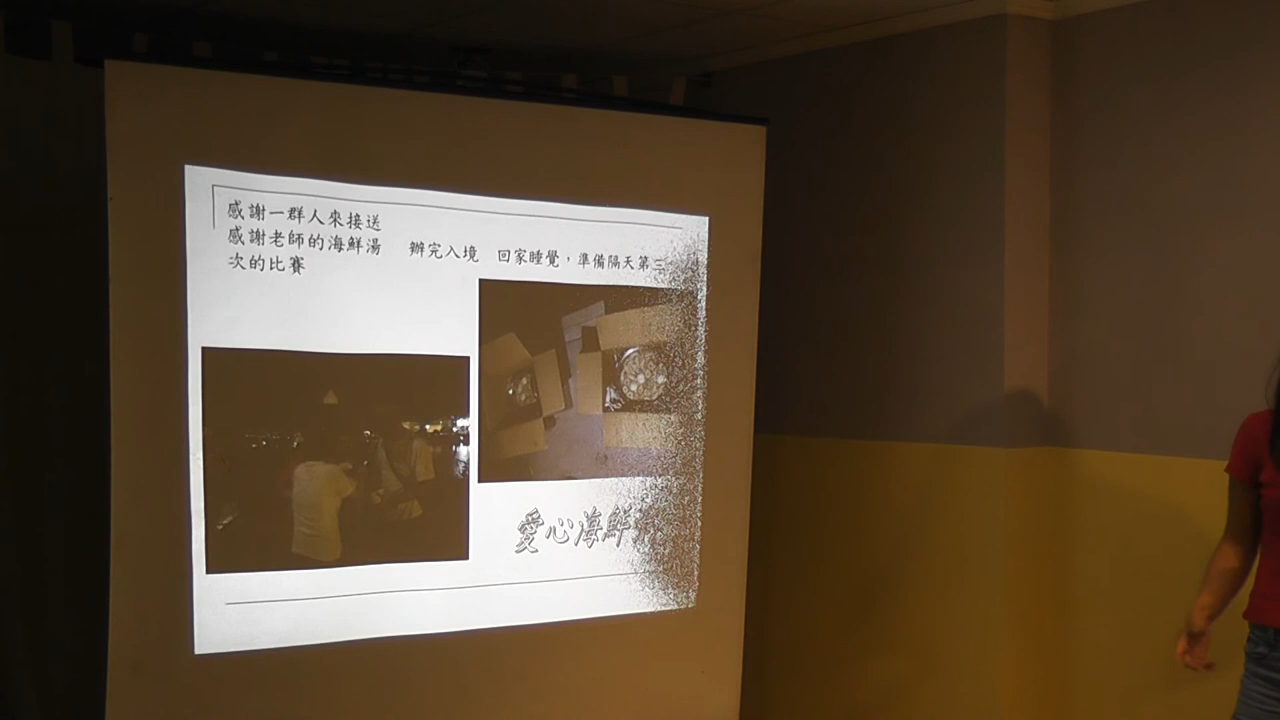 感謝一群人來接送
感謝老師的海鮮湯 辦完入境 回家睡覺，準備隔天第三
次的比賽
愛心海鮮